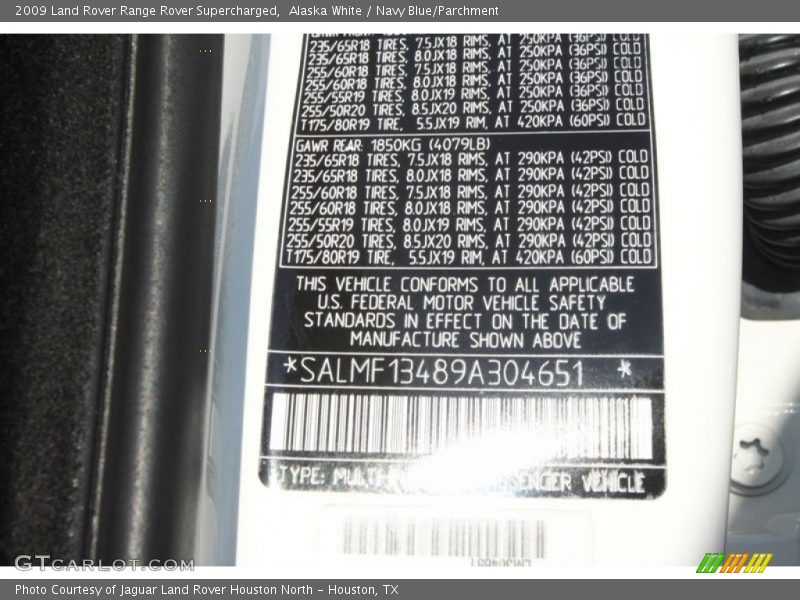 2009 Land Rover Range Rover Supercharged,  Alaska White / Navy Blue/Parchment
235/65R18 TIRES, 7.5JX18 RIMS, AT 250KPA (36PSI) COLD
235/65R18 TIRES, 8.0JX18 RIMS, AT 250KPA (36PSI) COLD
255/60R18 TIRES, 7.5JX18 RIMS, AT 250KPA (36PSI) COLD
255/60R18 TIRES, 8.0JX18 RIMS, AT 250KPA (36PSI) COLD
255/55R19 TIRES, 8.0JX19 RIMS, AT 250KPA (36PSI) COLD
255/50R20 TIRES, 8.5JX20 RIMS, AT 250KPA (36PSI) COLD
T175/80R19 TIRE, 5.5JX19 RIM, AT 420KPA (60PSI) COLD
GAWR REAR: 1850KG (4079LB)
235/65R18 TIRES, 7.5JX18 RIMS, AT 290KPA (42PSI) COLD
235/65R18 TIRES, 8.0JX18 RIMS, AT 290KPA (42PSI) COLD
255/60R18 TIRES, 7.5JX18 RIMS, AT 290KPA (42PSI) COLD
255/60R18 TIRES, 8.0JX18 RIMS, AT 290KPA (42PSI) COLD
255/55R19 TIRES, 8.0JX19 RIMS, AT 290KPA (42PSI) COLD
255/50R20 TIRES, 8.5JX20 RIMS, AT 290KPA (42PSI) COLD
T175/80R19 TIRE, 5.5JX19 RIM, AT 420KPA (60PSI) COLD
THIS VEHICLE CONFORMS TO ALL APPLICABLE
U.S. FEDERAL MOTOR VEHICLE SAFETY
STANDARDS IN EFFECT ON THE DATE OF
MANUFACTURE SHOWN ABOVE
*SALMF13489A304651 *
TYPE: VEHICLE
GTCARLOT.COM
Photo Courtesy of Jaguar Land Rover Houston North - Houston, TX